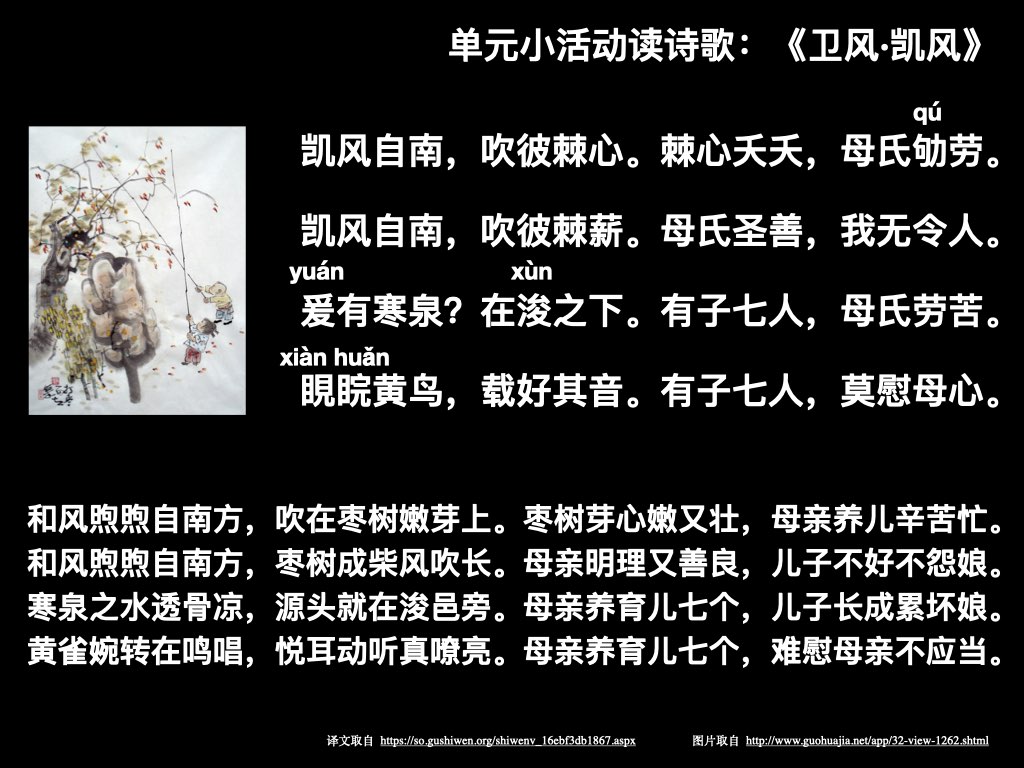 单元小活动读诗歌：《卫风·凯风》
qú
凯风自南，吹彼棘心。棘心夭夭，母氏劬劳。
凯风自南，吹彼棘薪。母氏圣善，我无令人。
yuán xùn
爰有寒泉？在浚之下。有子七人，母氏劳苦。
xiàn huǎn
睍睆黄鸟，载好其音。有子七人，莫慰母心。
和风煦煦自南方，吹在枣树嫩芽上。枣树芽心嫩又壮，母亲养儿辛苦忙。
和风煦煦自南方，枣树成柴风吹长。母亲明理又善良，儿子不好不怨娘。
寒泉之水透骨凉，源头就在浚邑旁。母亲养育儿七个，儿子长成累坏娘。
黄雀婉转在鸣唱，悦耳动听真嘹亮。母亲养育儿七个，难慰母亲不应当。
译文取自 https://so.gushiwen.org/shiwenv_16ebf3db1867.aspx
图片取自 http://www.guohuajia.net/app/32-view-1262.shtml